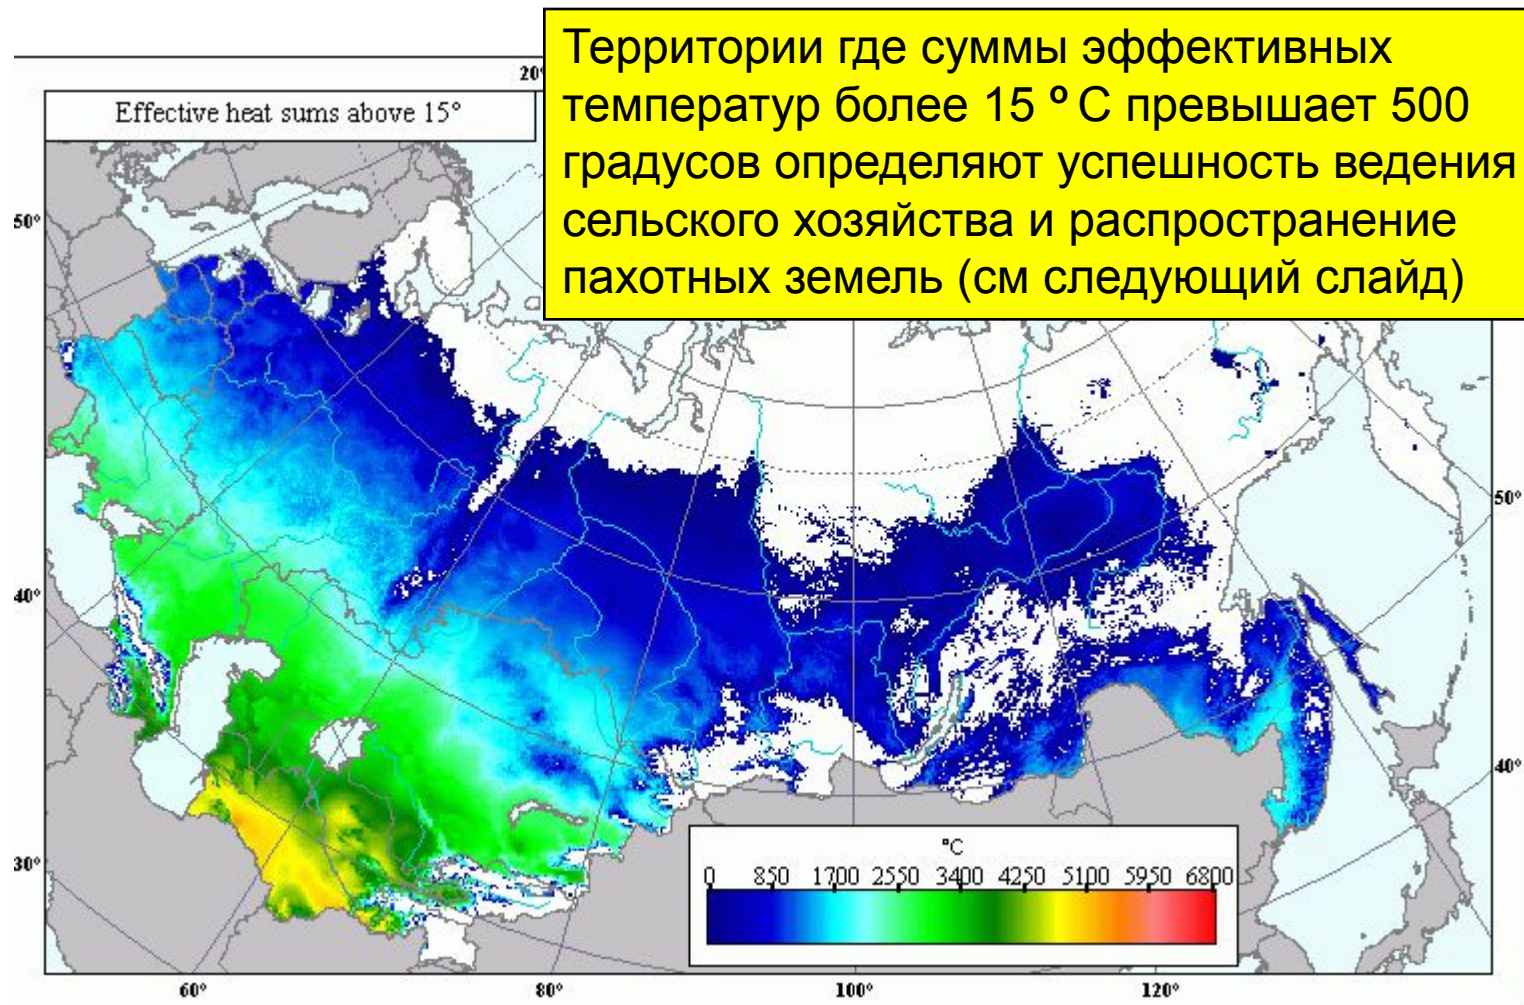 Территории где суммы эффективных
температур более 15 º С превышает 500
градусов определяют успешность ведения
сельского хозяйства и распространение
пахотных земель (см следующий слайд)
20°
Effective heat sums above 15°
50°
50°
40°
40°
30°
°C
0 850 1700 2550 3400 4250 5100 5950 6800
60° 80° 100° 120°